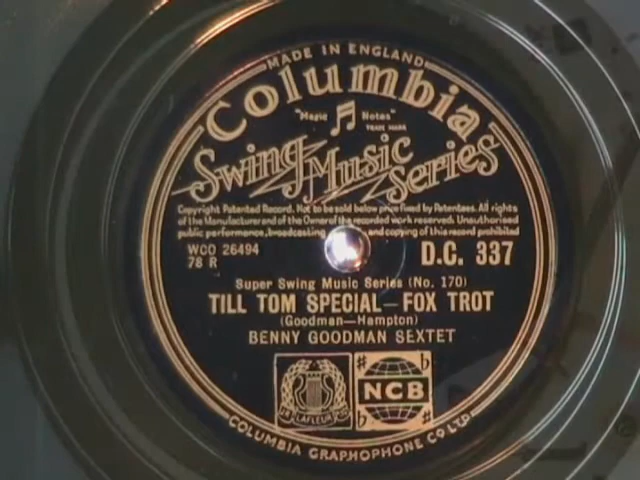 MADE IN ENGLAND
Columbia
"Magic Notes"
TRADE MARK
Swing Music Series
Copyright Patented Record. Not to be sold below price fixed by Patentees. All rights
of the Manufacturer and of the Owner of the recorded work reserved. Unauthorised
public performance, broadcasting and copying of this record prohibited
WCO 26494
78 R
D.C. 337
Super Swing Music Series (No. 170)
TILL TOM SPECIAL—FOX TROT
(Goodman—Hampton)
BENNY GOODMAN SEXTET
LAFLEUR
NCB
COLUMBIA GRAPHOPHONE CO LTD.